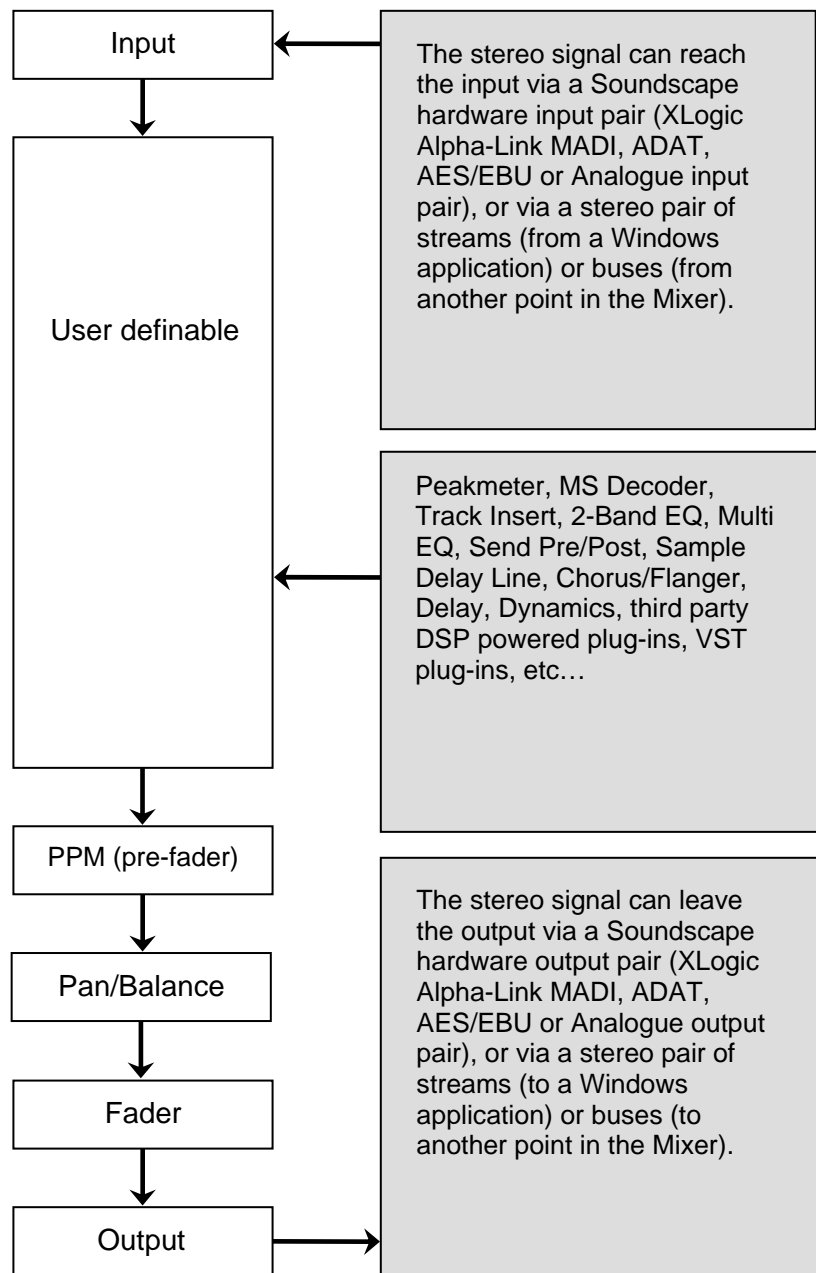 Input
The stereo signal can reach
the input via a Soundscape
hardware input pair (XLogic
Alpha-Link MADI, ADAT,
AES/EBU or Analogue input
pair), or via a stereo pair of
streams (from a Windows
application) or buses (from
another point in the Mixer).
User definable
Peakmeter, MS Decoder,
Track Insert, 2-Band EQ, Multi
EQ, Send Pre/Post, Sample
Delay Line, Chorus/Flanger,
Delay, Dynamics, third party
DSP powered plug-ins, VST
plug-ins, etc…
PPM (pre-fader)
Pan/Balance
Fader
Output
The stereo signal can leave
the output via a Soundscape
hardware output pair (XLogic
Alpha-Link MADI, ADAT,
AES/EBU or Analogue output
pair), or via a stereo pair of
streams (to a Windows
application) or buses (to
another point in the Mixer).